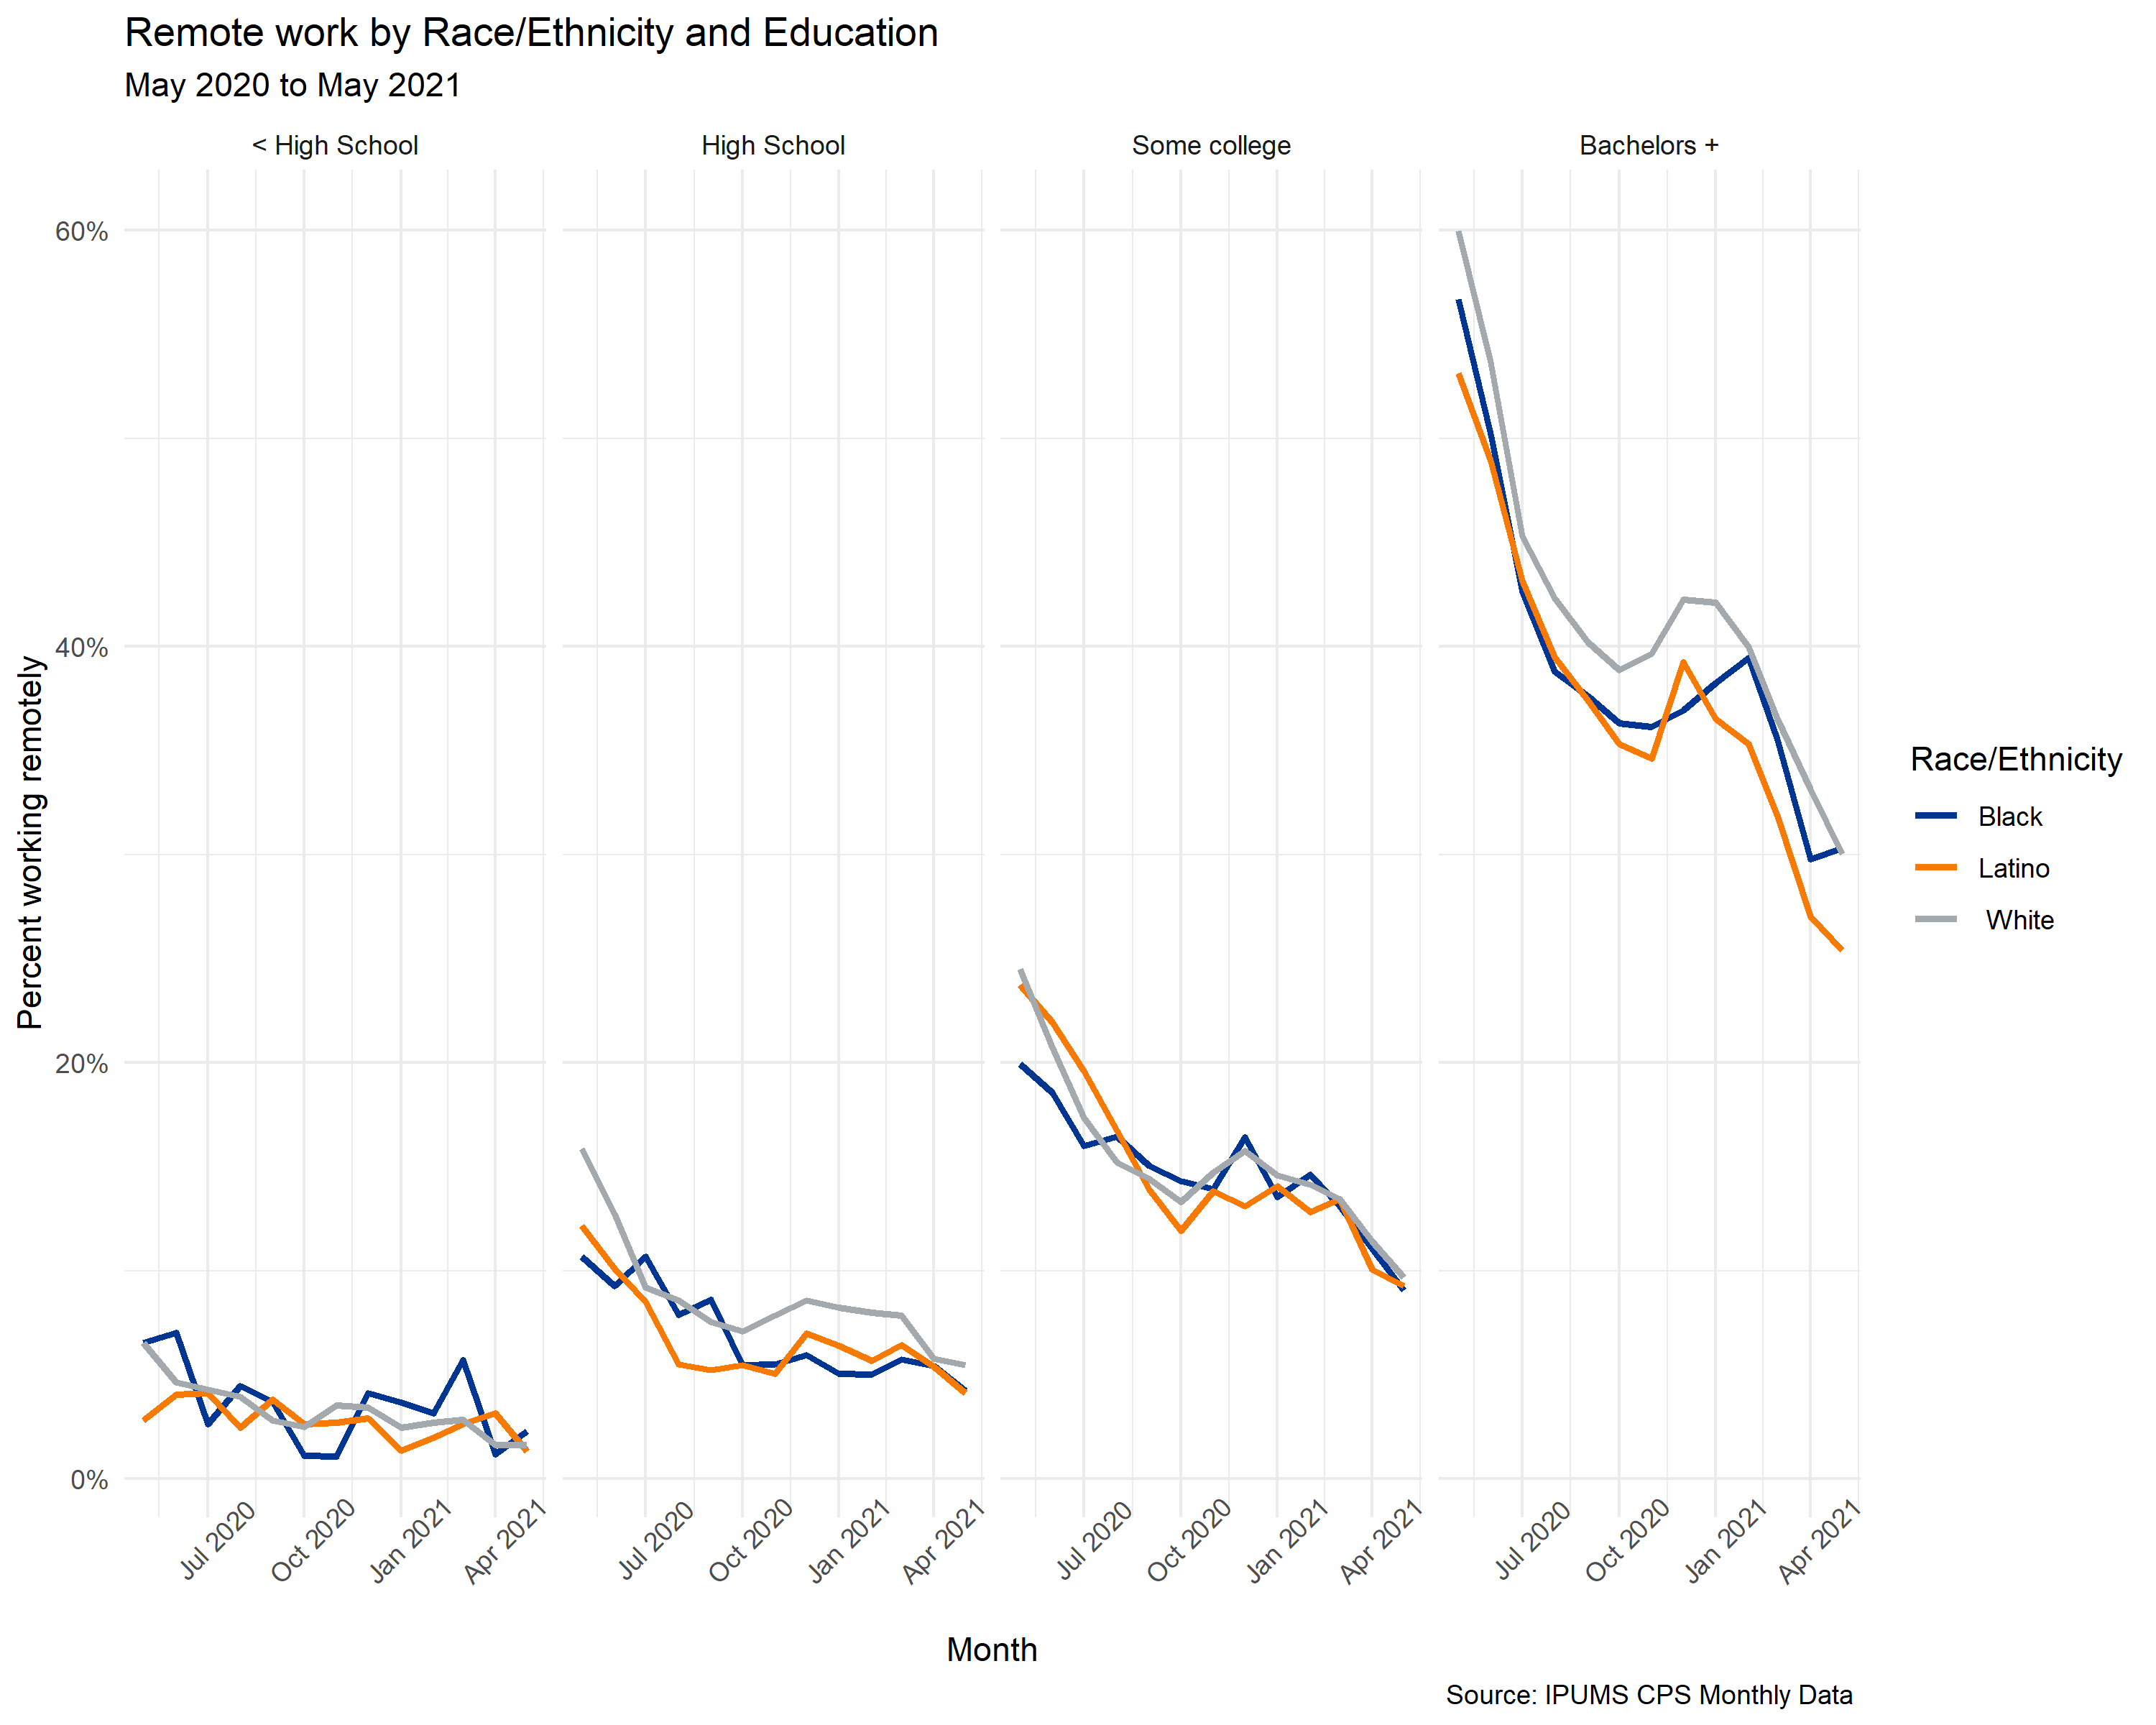 Remote work by Race/Ethnicity and Education
May 2020 to May 2021
< High School
High School
Some college
Bachelors +
60%
40%
20%
0%
Percent working remotely
Jul 2020
Oct 2020
Jan 2021
Apr 2021
Jul 2020
Oct 2020
Jan 2021
Apr 2021
Jul 2020
Oct 2020
Jan 2021
Apr 2021
Jul 2020
Oct 2020
Jan 2021
Apr 2021
Month
Race/Ethnicity
Black
Latino
White
Source: IPUMS CPS Monthly Data